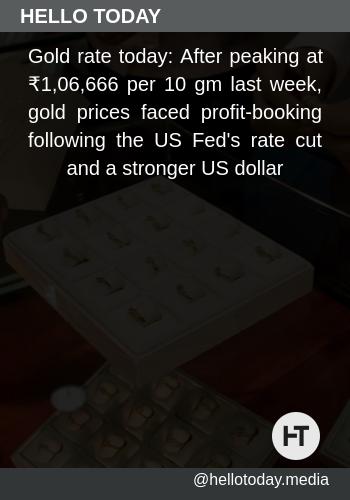 HELLO TODAY
Gold rate today: After peaking at
₹1,06,666 per 10 gm last week,
gold prices faced profit-booking
following the US Fed's rate cut
and a stronger US dollar
HT
@hellotoday.media